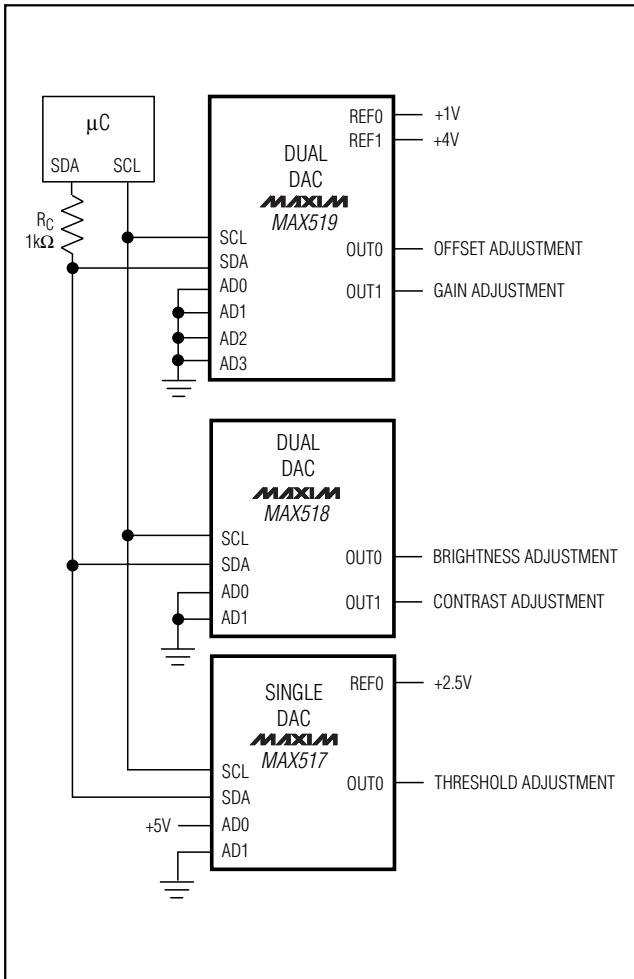 µC
SDA SCL
RC
1kΩ
DUAL
DAC
MAXIM
MAX519
REF0 +1V
REF1 +4V
SCL
SDA
AD0
AD1
AD2
AD3
OUT0 OFFSET ADJUSTMENT
OUT1 GAIN ADJUSTMENT
DUAL
DAC
MAXIM
MAX518
SCL
SDA
AD0
AD1
OUT0 BRIGHTNESS ADJUSTMENT
OUT1 CONTRAST ADJUSTMENT
SINGLE
DAC
MAXIM
MAX517
REF0 +2.5V
SCL
SDA
+5V AD0
AD1
OUT0 THRESHOLD ADJUSTMENT